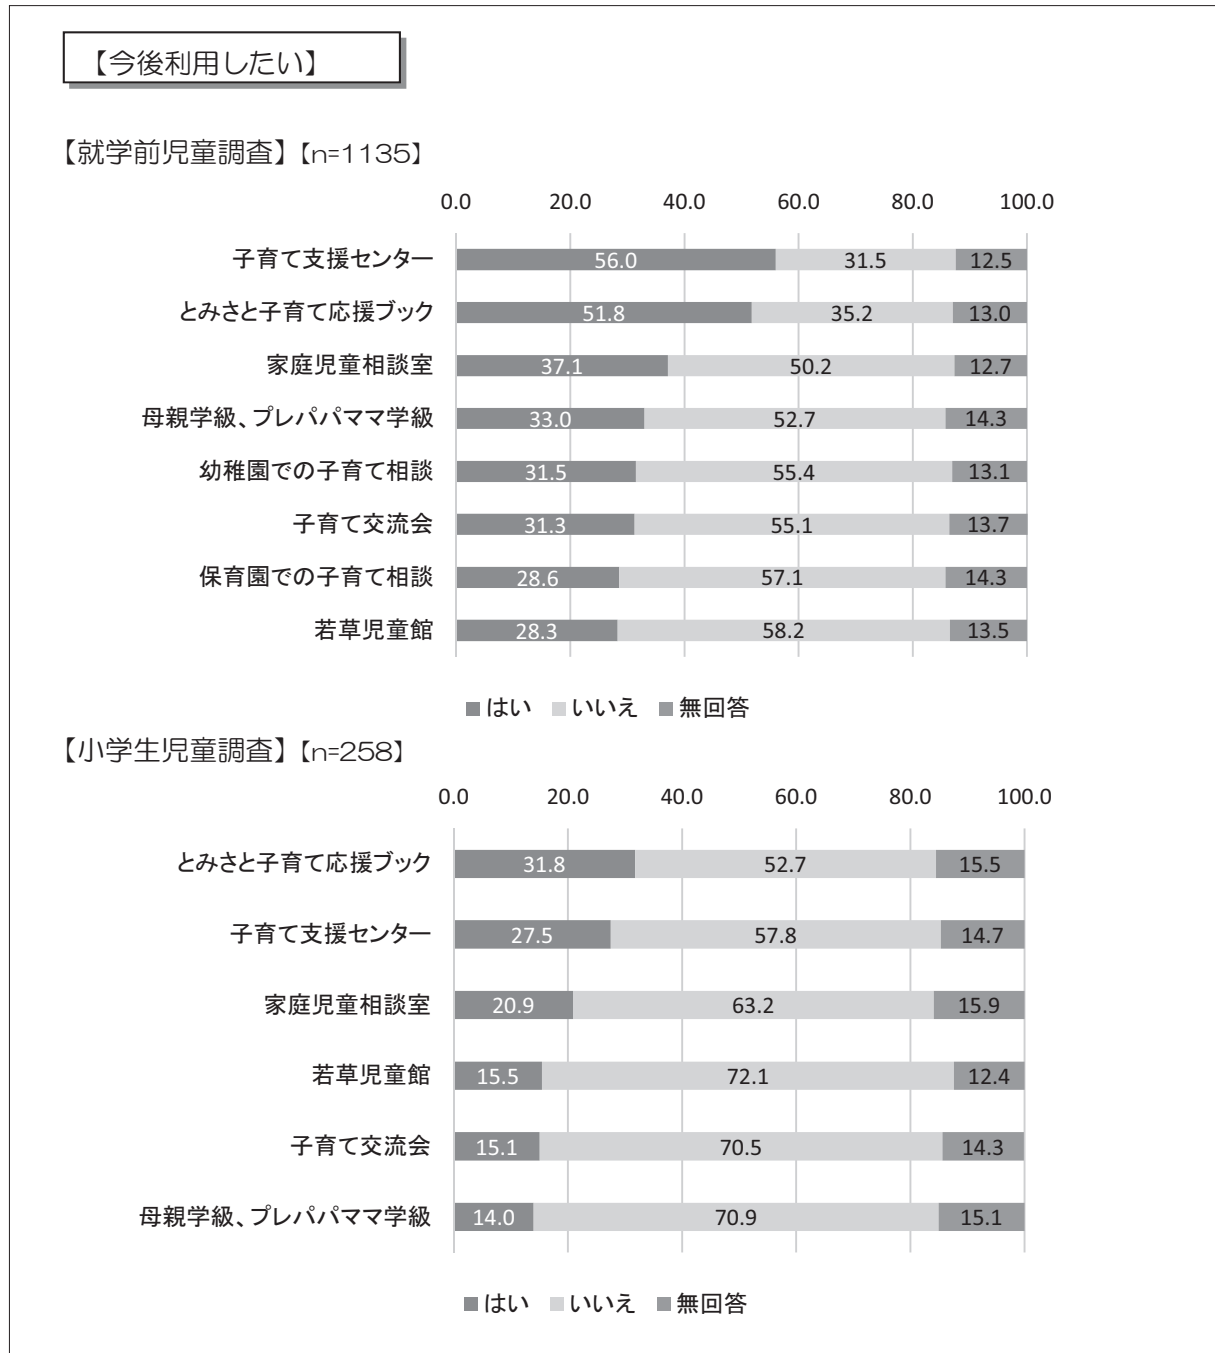 【今後利用したい】
【就学前児童調査】【n=1135】
0.0 20.0 40.0 60.0 80.0 100.0
子育て支援センター 56.0 31.5 12.5
とみさと子育て応援ブック 51.8 35.2 13.0
家庭児童相談室 37.1 50.2 12.7
母親学級、プレパパママ学級 33.0 52.7 14.3
幼稚園での子育て相談 31.5 55.4 13.1
子育て交流会 31.3 55.1 13.7
保育園での子育て相談 28.6 57.1 14.3
若草児童館 28.3 58.2 13.5
はい いいえ 無回答
【小学生児童調査】【n=258】
0.0 20.0 40.0 60.0 80.0 100.0
とみさと子育て応援ブック 31.8 52.7 15.5
子育て支援センター 27.5 57.8 14.7
家庭児童相談室 20.9 63.2 15.9
若草児童館 15.5 72.1 12.4
子育て交流会 15.1 70.5 14.3
母親学級、プレパパママ学級 14.0 70.9 15.1
はい いいえ 無回答